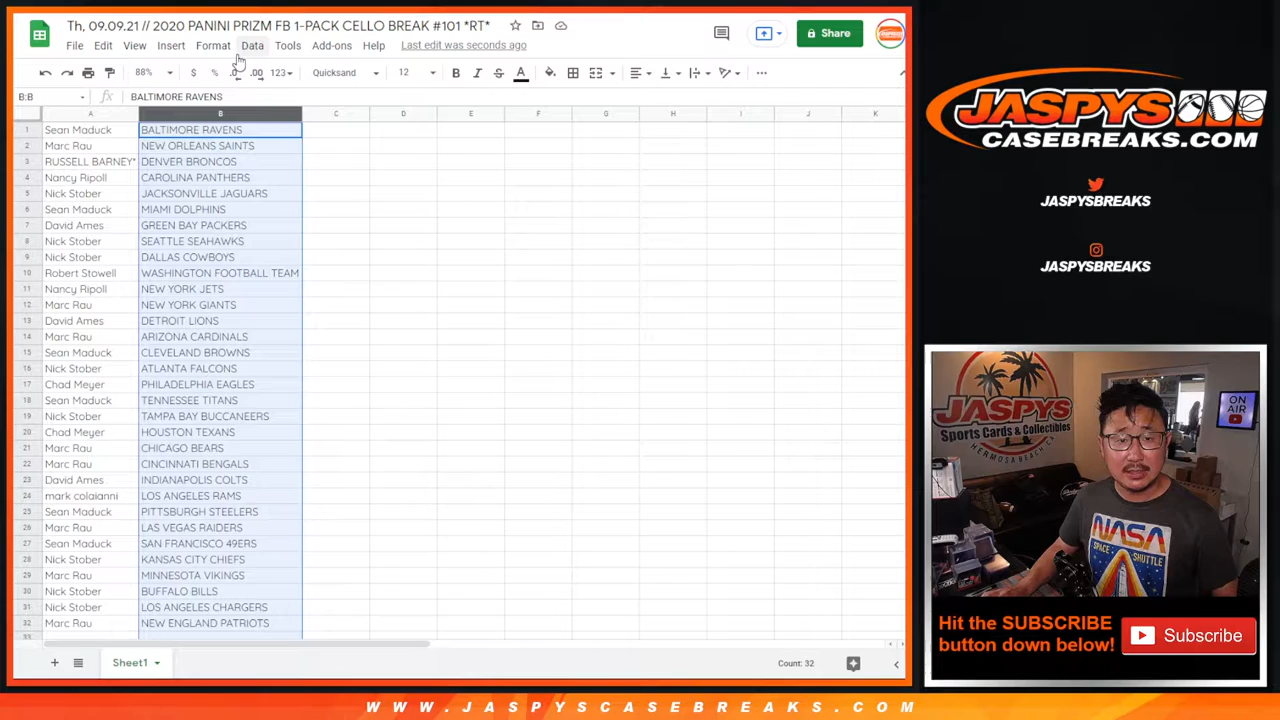 Th, 09.09.21 // 2020 PANINI PRIZM FB 1-PACK CELLO BREAK #101 *RT*
File Edit View Insert Format Data Tools Add-ons Help Last edit was seconds ago
Share
88% $ % .0 .00 123 Quicksand 12 B I S A
B:B fx BALTIMORE RAVENS
A B C D E F G H I J K
1 Sean Maduck BALTIMORE RAVENS
2 Marc Rau NEW ORLEANS SAINTS
3 RUSSELL BARNEY* DENVER BRONCOS
4 Nancy Ripoll CAROLINA PANTHERS
5 Nick Stober JACKSONVILLE JAGUARS
6 Sean Maduck MIAMI DOLPHINS
7 David Ames GREEN BAY PACKERS
8 Nick Stober SEATTLE SEAHAWKS
9 Nick Stober DALLAS COWBOYS
10 Robert Stowell WASHINGTON FOOTBALL TEAM
11 Nancy Ripoll NEW YORK JETS
12 Marc Rau NEW YORK GIANTS
13 David Ames DETROIT LIONS
14 Marc Rau ARIZONA CARDINALS
15 Sean Maduck CLEVELAND BROWNS
16 Nick Stober ATLANTA FALCONS
17 Chad Meyer PHILADELPHIA EAGLES
18 Sean Maduck TENNESSEE TITANS
19 Nick Stober TAMPA BAY BUCCANEERS
20 Chad Meyer HOUSTON TEXANS
21 Marc Rau CHICAGO BEARS
22 Marc Rau CINCINNATI BENGALS
23 David Ames INDIANAPOLIS COLTS
24 mark colaianni LOS ANGELES RAMS
25 Sean Maduck PITTSBURGH STEELERS
26 Marc Rau LAS VEGAS RAIDERS
27 Sean Maduck SAN FRANCISCO 49ERS
28 Nick Stober KANSAS CITY CHIEFS
29 Marc Rau MINNESOTA VIKINGS
30 Nick Stober BUFFALO BILLS
31 Nick Stober LOS ANGELES CHARGERS
32 Marc Rau NEW ENGLAND PATRIOTS
33
Sheet1
Count: 32
JASPYS
CASEBREAKS.COM
JASPYSBREAKS
JASPYSBREAKS
JASPYS
Sports Cards & Collectibles
HERMOSA BEACH, CA
ON
AIR
NASA
SPACE SHUTTLE
Hit the SUBSCRIBE
button down below!
Subscribe
WWW.JASPYSCASEBREAKS.COM